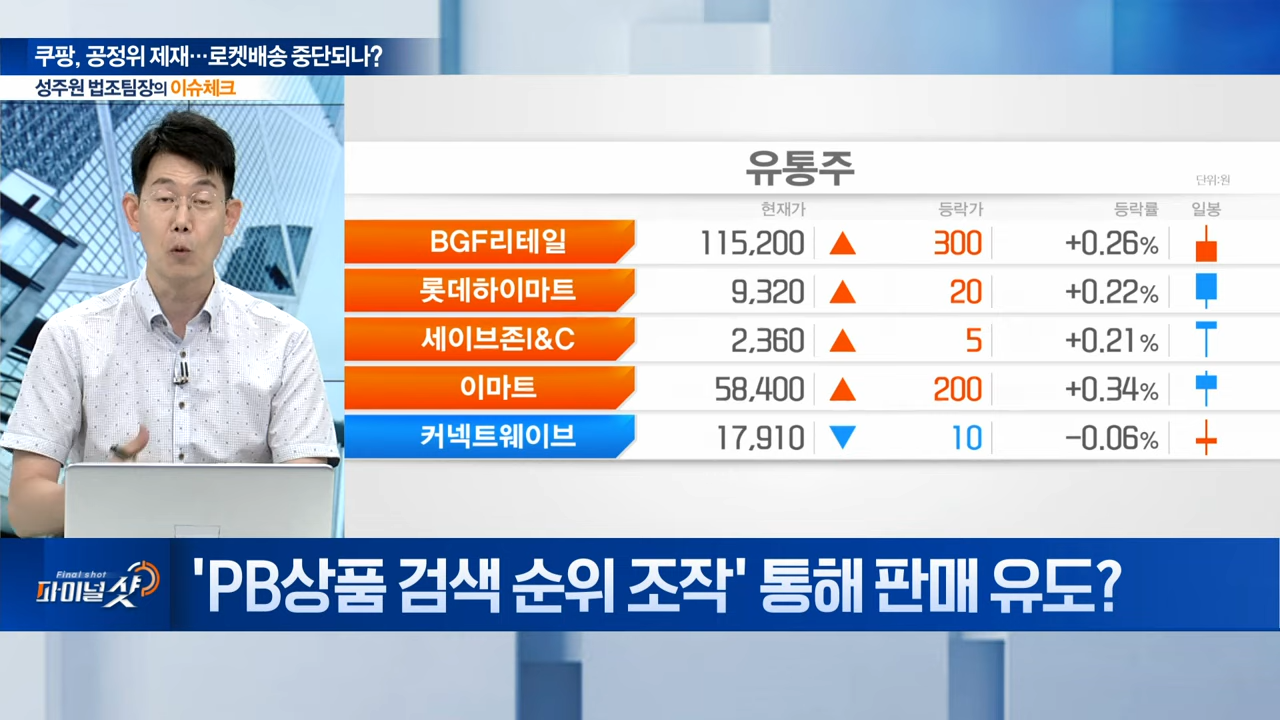 쿠팡, 공정위 제재…로켓배송 중단되나?
성주원 법조팀장의 이슈체크
유통주
단위:원
현재가 등락가 등락률 일봉
BGF리테일 115,200 ▲ 300 +0.26%
롯데하이마트 9,320 ▲ 20 +0.22%
세이브존I&C 2,360 ▲ 5 +0.21%
이마트 58,400 ▲ 200 +0.34%
커넥트웨이브 17,910 ▼ 10 -0.06%
Final shot
파이널샷
'PB상품 검색 순위 조작' 통해 판매 유도?